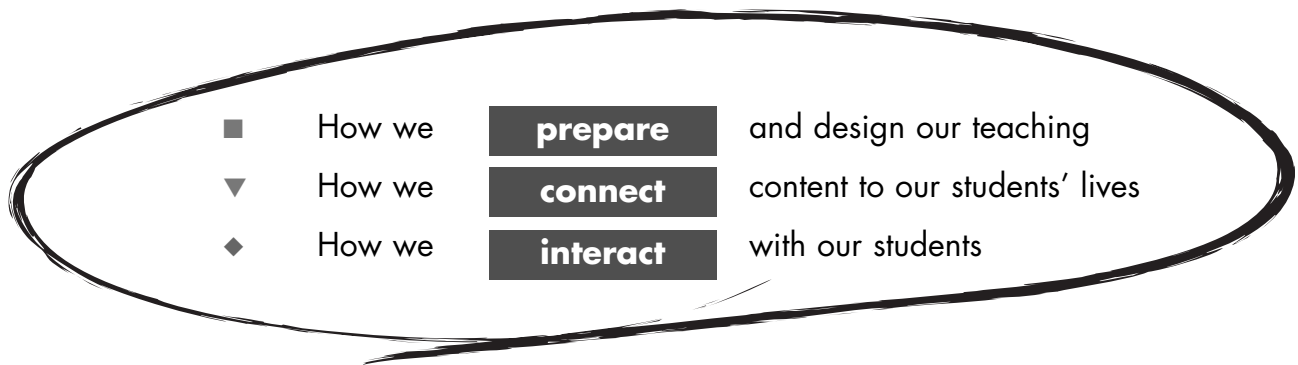 How we prepare and design our teaching
How we connect content to our students’ lives
How we interact with our students